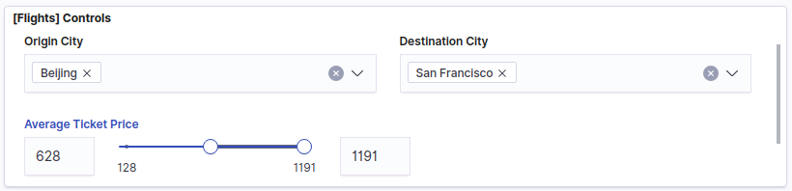 [Flights] Controls
Origin City
Destination City
Beijing
San Francisco
Average Ticket Price
628
128
1191
1191